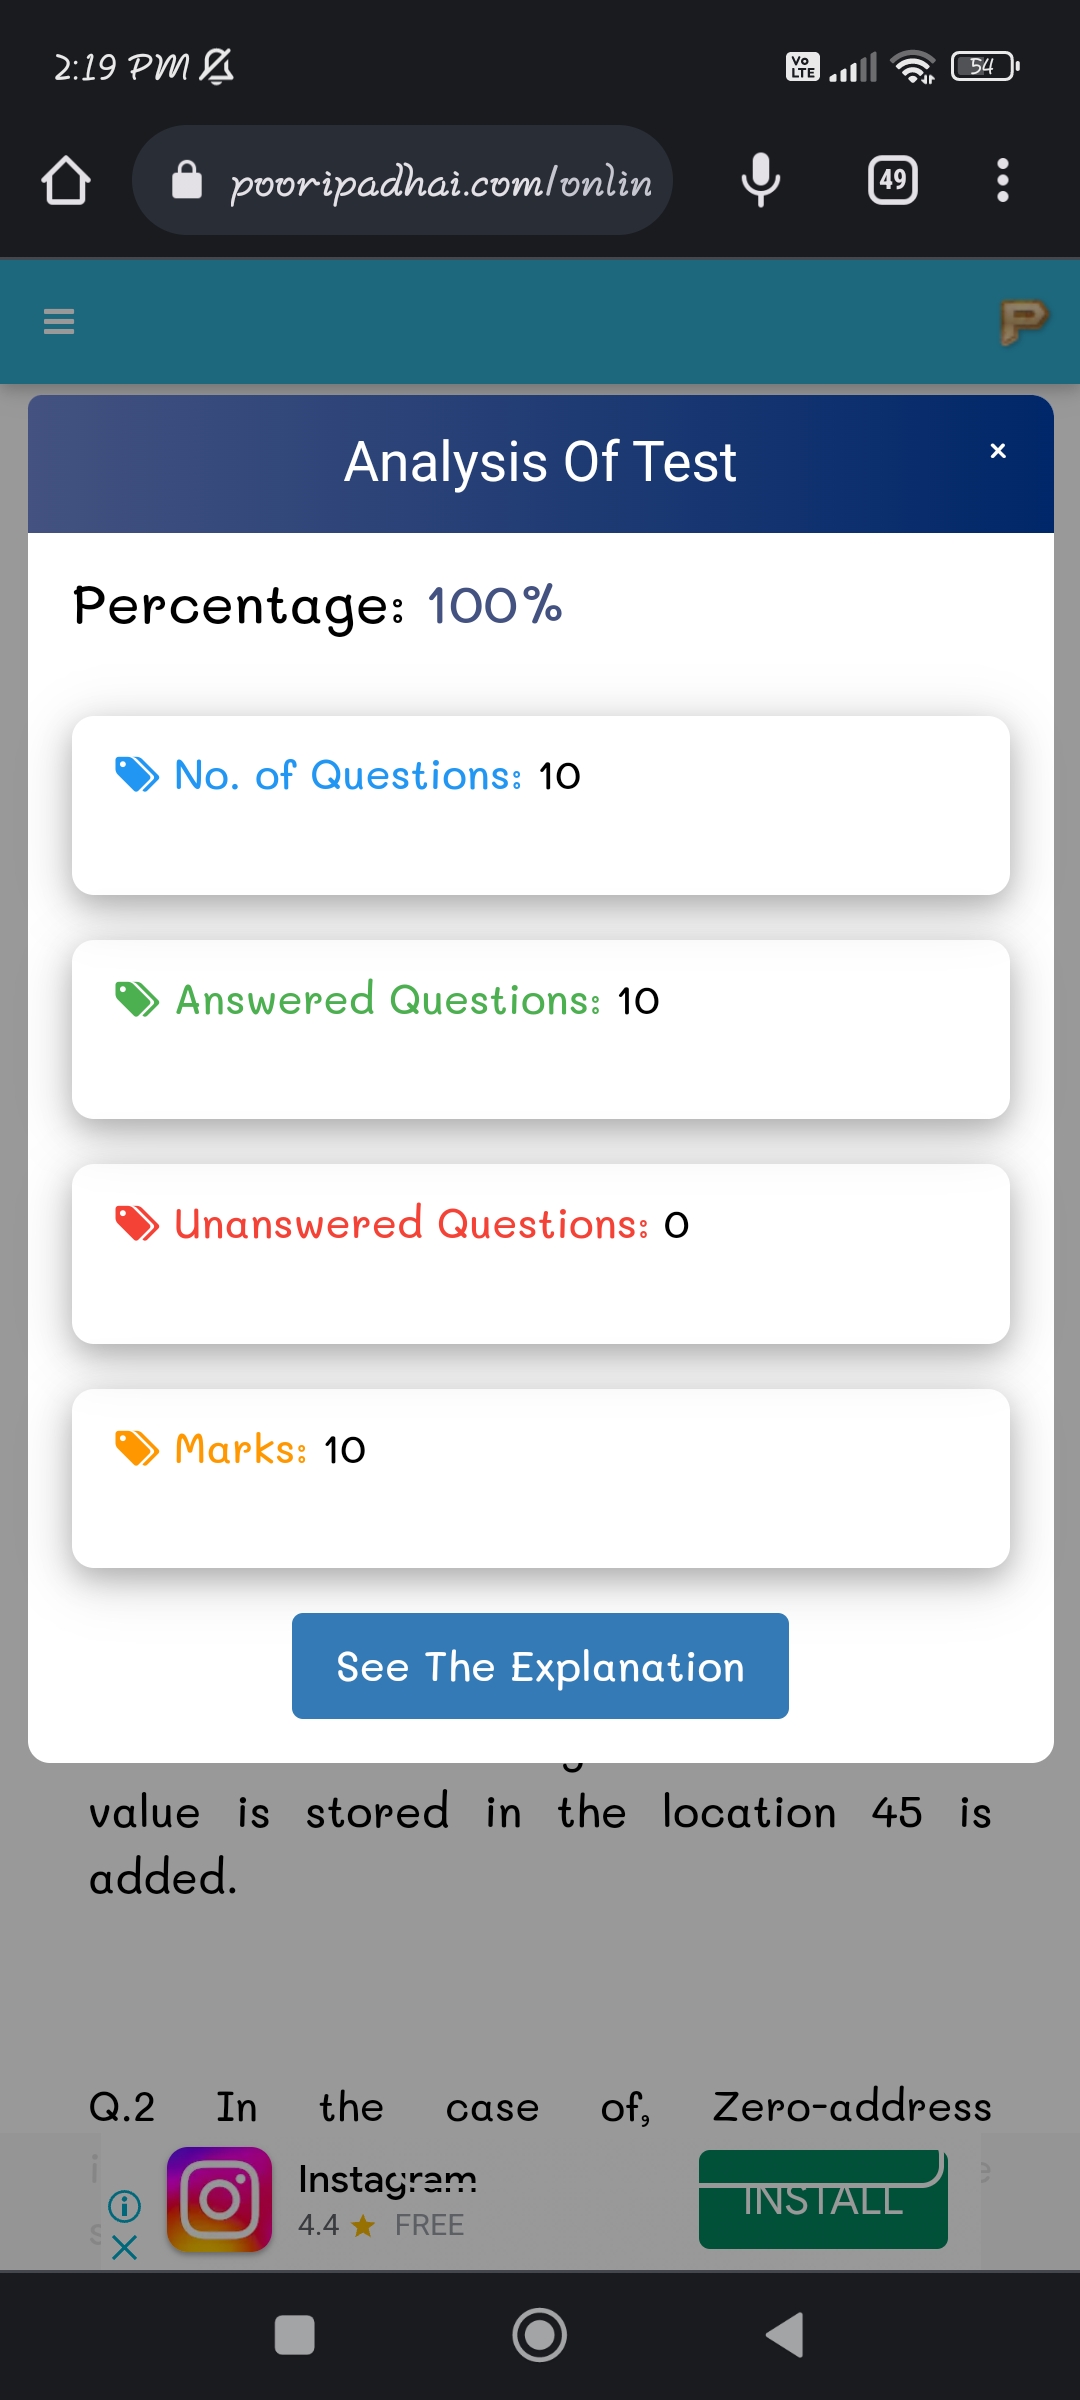 2:19 PM
Vo LTE
54
pooripadhai.com/onlin
49
P
Analysis Of Test
×
Percentage: 100%
No. of Questions: 10
Answered Questions: 10
Unanswered Questions: 0
Marks: 10
See The Explanation
value is stored in the location 45 is
added.
Q.2 In the case of, Zero-address
Instagram
4.4 ★ FREE
INSTALL